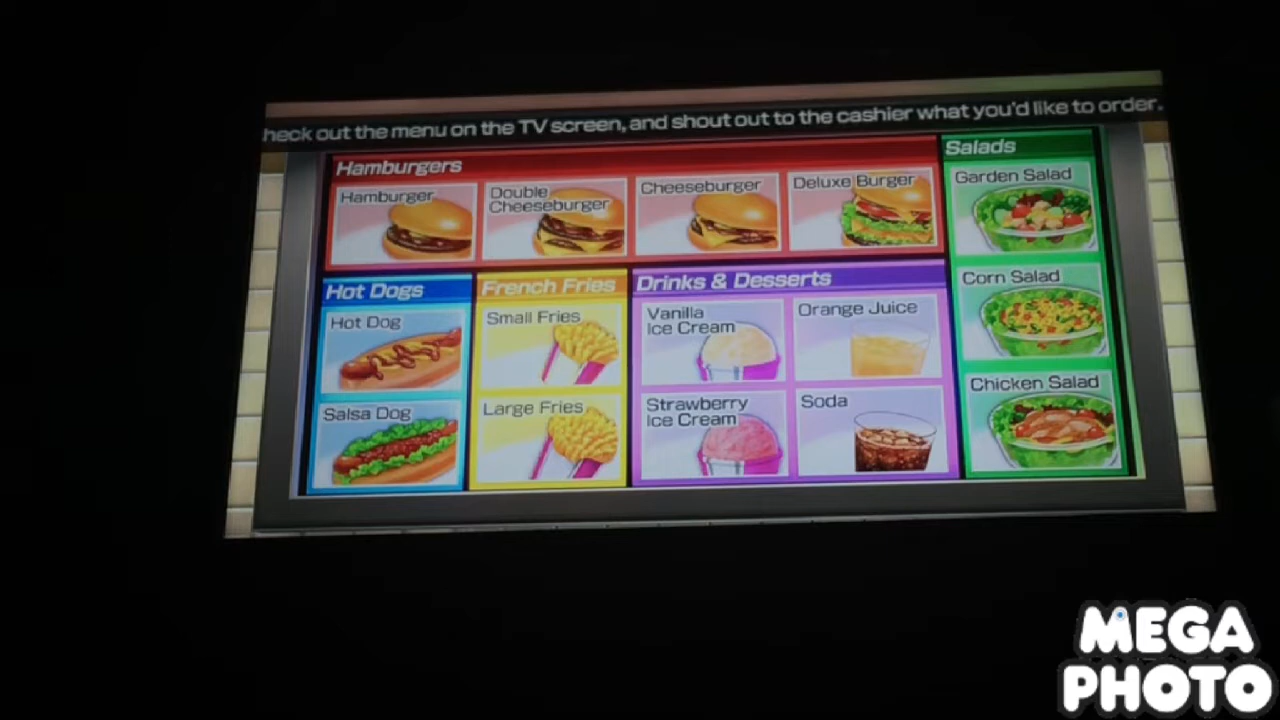 heck out the menu on the TV screen, and shout out to the cashier what you'd like to order.
Hamburgers
Hamburger
Double
Cheeseburger
Cheeseburger
Deluxe Burger
Salads
Garden Salad
Corn Salad
Chicken Salad
Hot Dogs
Hot Dog
Salsa Dog
French Fries
Small Fries
Large Fries
Drinks & Desserts
Vanilla
Ice Cream
Orange Juice
Strawberry
Ice Cream
Soda
MEGA
PHOTO